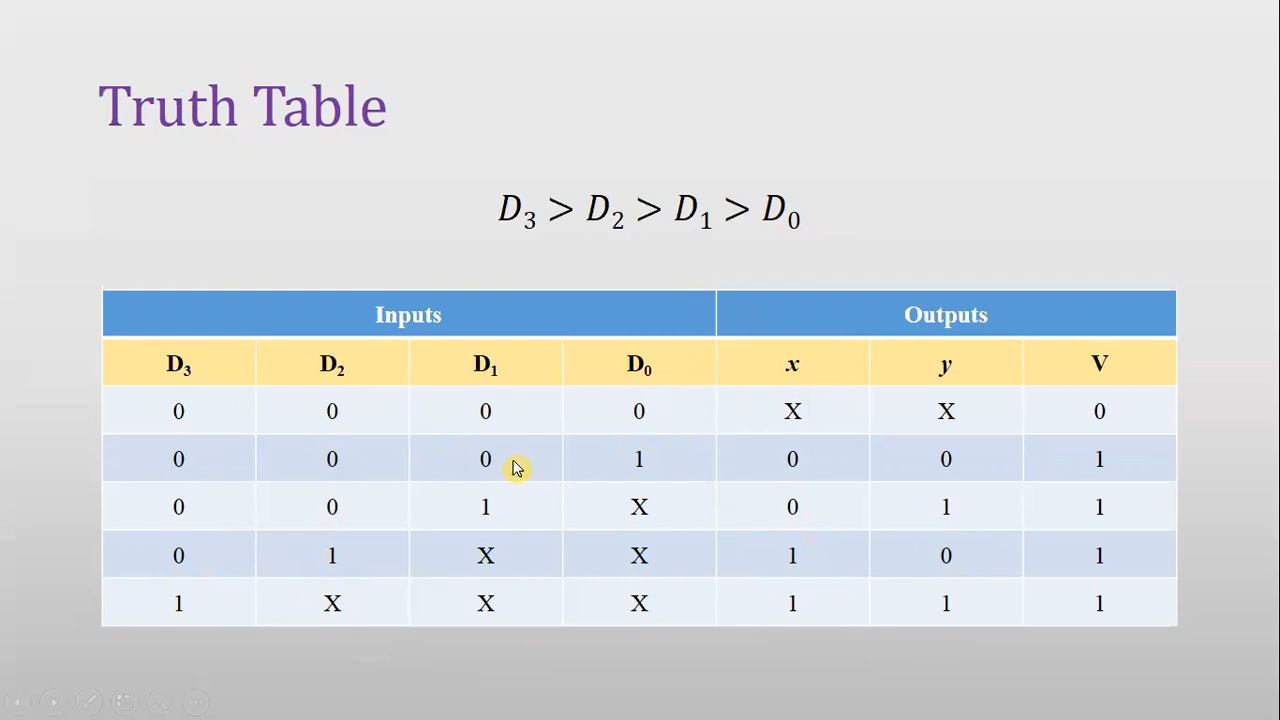 Truth Table
D₃ > D₂ > D₁ > D₀
Inputs Outputs
D₃ D₂ D₁ D₀ x y V
0 0 0 0 X X 0
0 0 0 1 0 0 1
0 0 1 X 0 1 1
0 1 X X 1 0 1
1 X X X 1 1 1